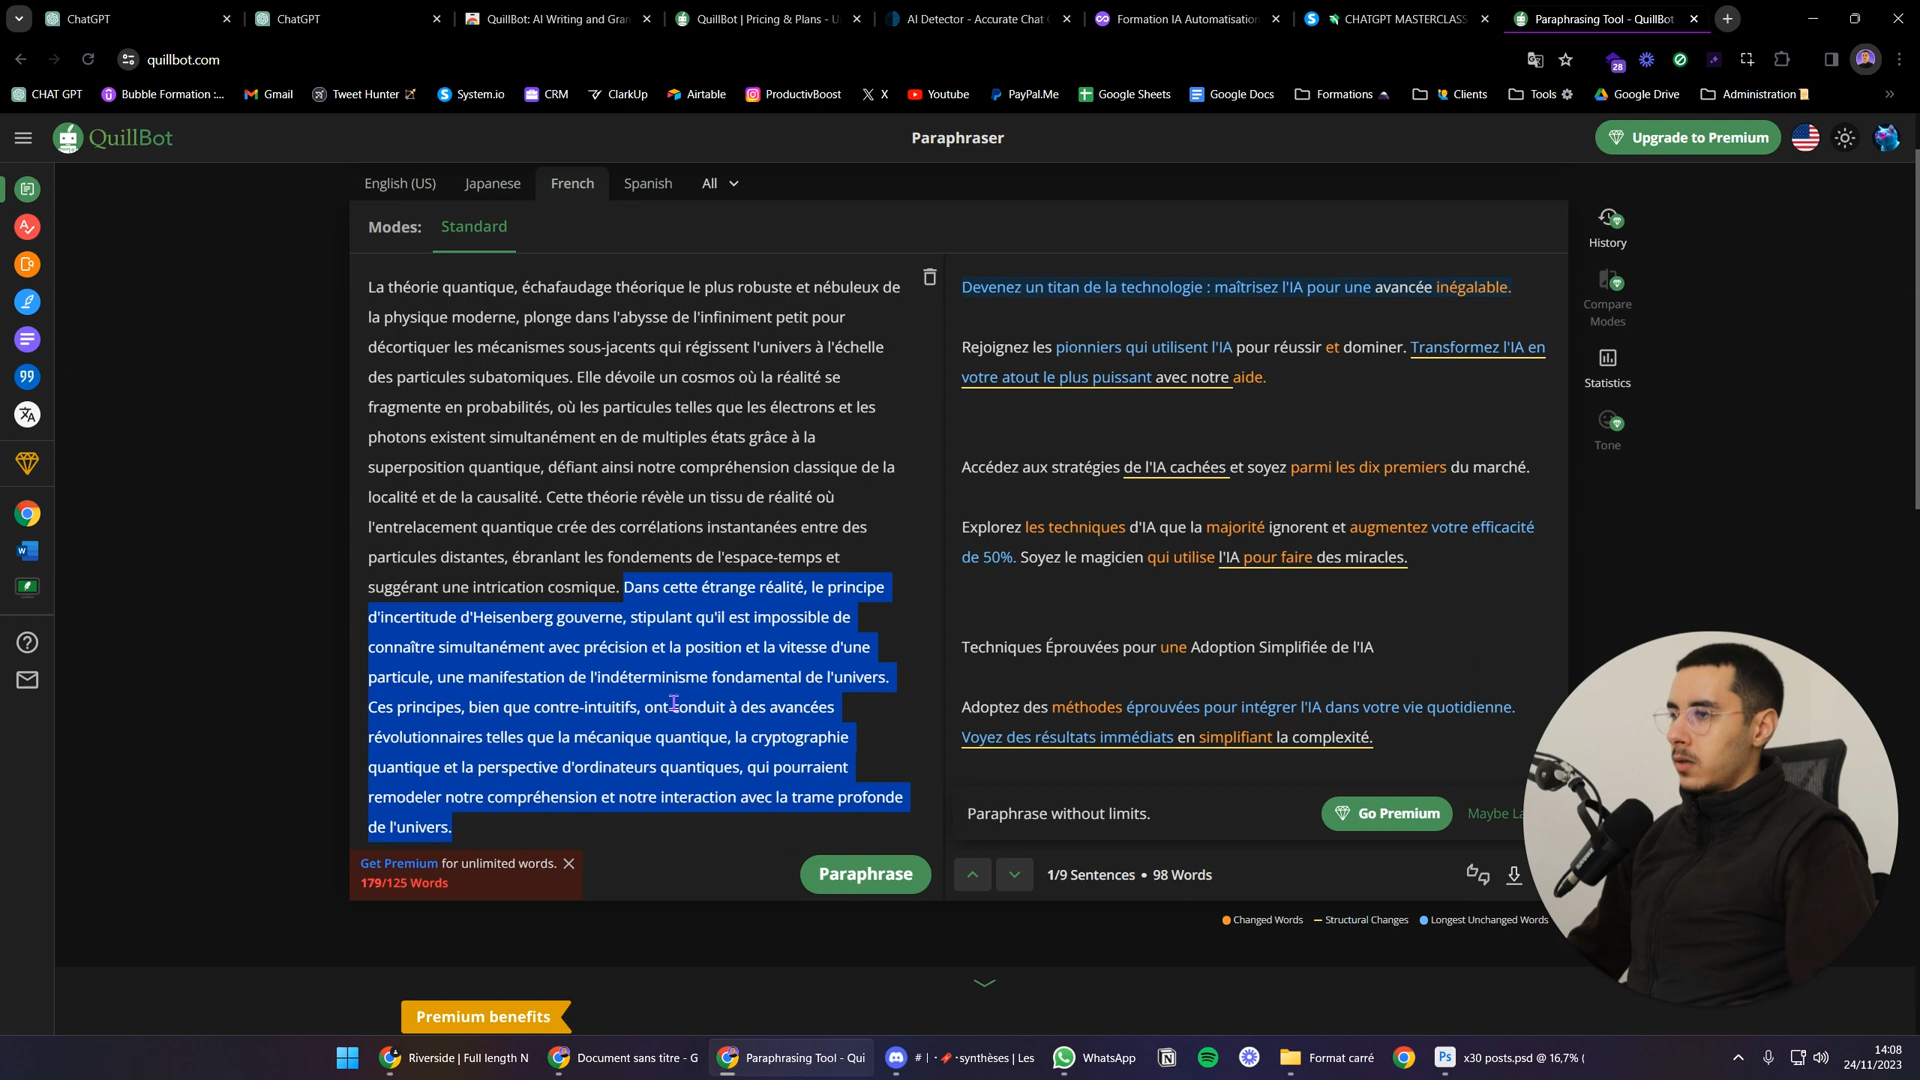 ChatGPT
ChatGPT
QuillBot: AI Writing and Gran
QuillBot | Pricing & Plans - U
AI Detector - Accurate Chat
Formation IA Automatisation
CHATGPT MASTERCLASS
Paraphrasing Tool - QuillBot
quillbot.com
28
CHAT GPT
Bubble Formation :...
Gmail
Tweet Hunter
System.io
CRM
ClarkUp
Airtable
ProductivBoost
X
Youtube
PayPal.Me
Google Sheets
Google Docs
Formations
Clients
Tools
Google Drive
Administration
QuillBot
Paraphraser
Upgrade to Premium
English (US)
Japanese
French
Spanish
All
Modes:
Standard
La théorie quantique, échafaudage théorique le plus robuste et nébuleux de
la physique moderne, plonge dans l'abysse de l'infiniment petit pour
décortiquer les mécanismes sous-jacents qui régissent l'univers à l'échelle
des particules subatomiques. Elle dévoile un cosmos où la réalité se
fragmente en probabilités, où les particules telles que les électrons et les
photons existent simultanément en de multiples états grâce à la
superposition quantique, défiant ainsi notre compréhension classique de la
localité et de la causalité. Cette théorie révèle un tissu de réalité où
l'entrelacement quantique crée des corrélations instantanées entre des
particules distantes, ébranlant les fondements de l'espace-temps et
suggérant une intrication cosmique. Dans cette étrange réalité, le principe
d'incertitude d'Heisenberg gouverne, stipulant qu'il est impossible de
connaître simultanément avec précision et la position et la vitesse d'une
particule, une manifestation de l'indéterminisme fondamental de l'univers.
Ces principes, bien que contre-intuitifs, ont conduit à des avancées
révolutionnaires telles que la mécanique quantique, la cryptographie
quantique et la perspective d'ordinateurs quantiques, qui pourraient
remodeler notre compréhension et notre interaction avec la trame profonde
de l'univers.
Get Premium for unlimited words.
179/125 Words
Paraphrase
Devenez un titan de la technologie : maîtrisez l'IA pour une avancée inégalable.
Rejoignez les pionniers qui utilisent l'IA pour réussir et dominer. Transformez l'IA en
votre atout le plus puissant avec notre aide.
Accédez aux stratégies de l'IA cachées et soyez parmi les dix premiers du marché.
Explorez les techniques d'IA que la majorité ignorent et augmentez votre efficacité
de 50%. Soyez le magicien qui utilise l'IA pour faire des miracles.
Techniques Éprouvées pour une Adoption Simplifiée de l'IA
Adoptez des méthodes éprouvées pour intégrer l'IA dans votre vie quotidienne.
Voyez des résultats immédiats en simplifiant la complexité.
Paraphrase without limits.
Go Premium
Maybe La
1/9 Sentences • 98 Words
Changed Words
Structural Changes
Longest Unchanged Words
History
Compare
Modes
Statistics
Tone
Premium benefits
Riverside | Full length N
Document sans titre - G
Paraphrasing Tool - Qui
# | ・synthèses | Les
WhatsApp
Format carré
x30 posts.psd @ 16,7% (
14:08
24/11/2023